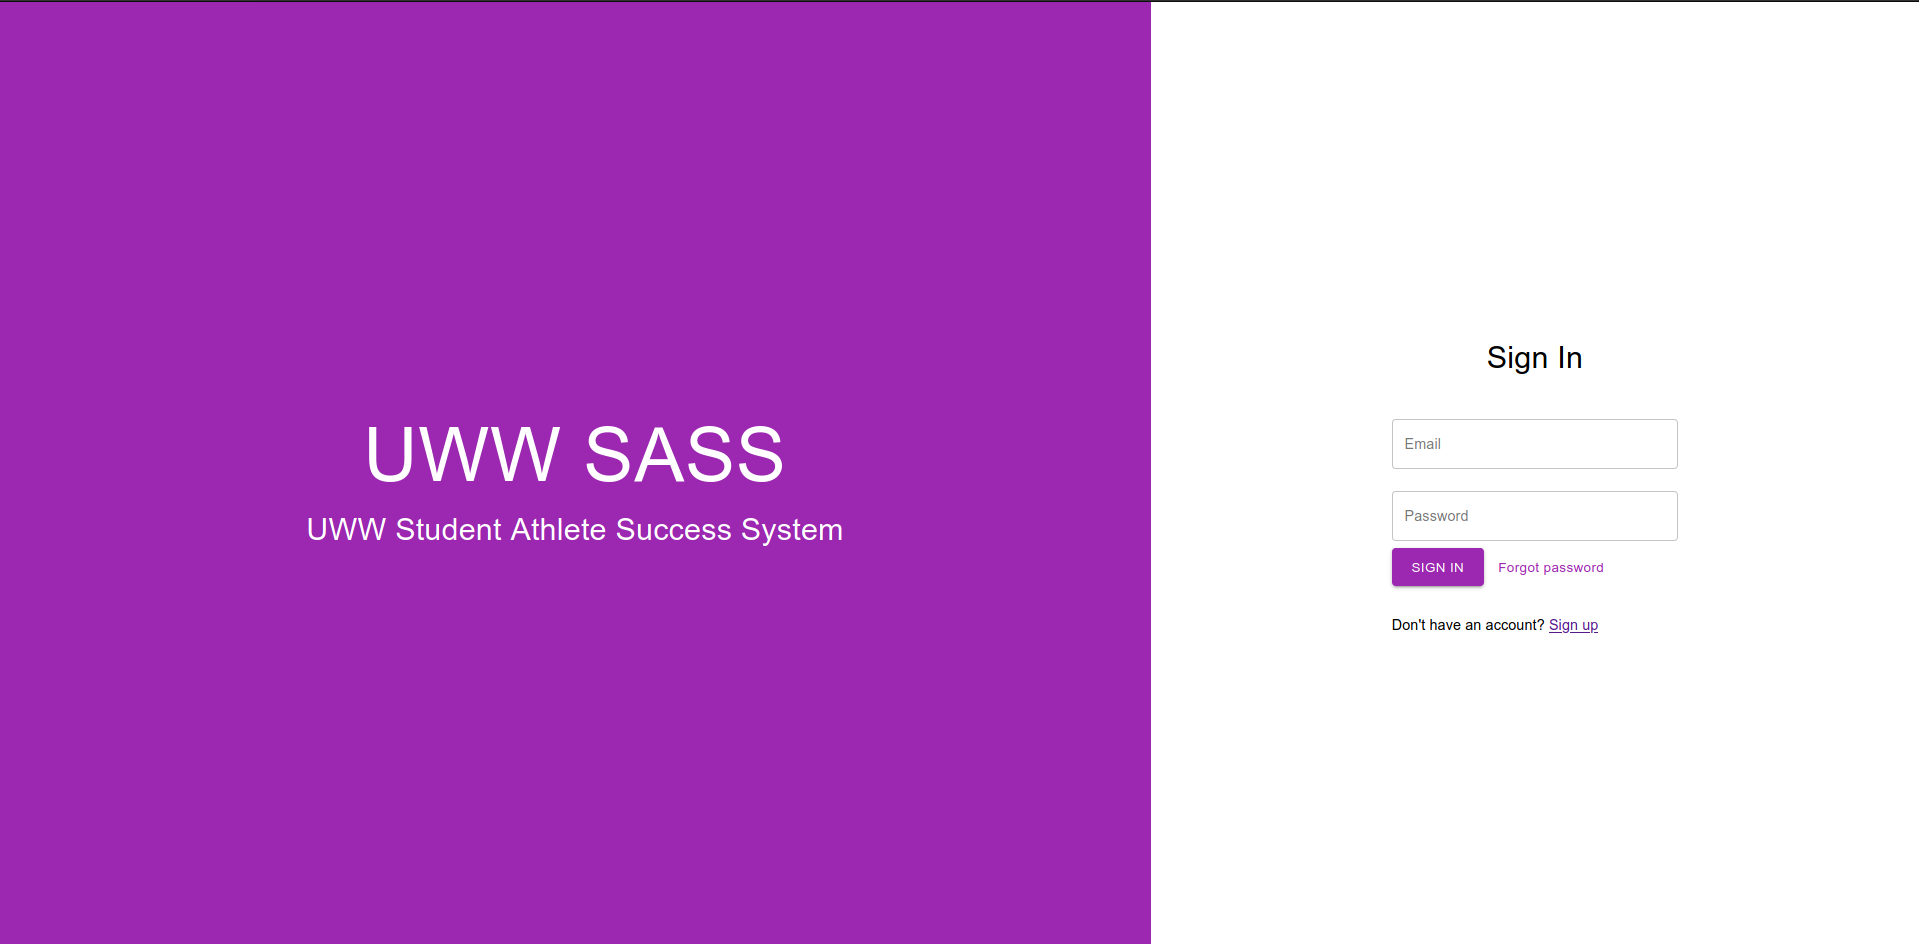 UWW SASS
UWW Student Athlete Success System
Sign In
Email
Password
SIGN IN Forgot password
Don't have an account? Sign up